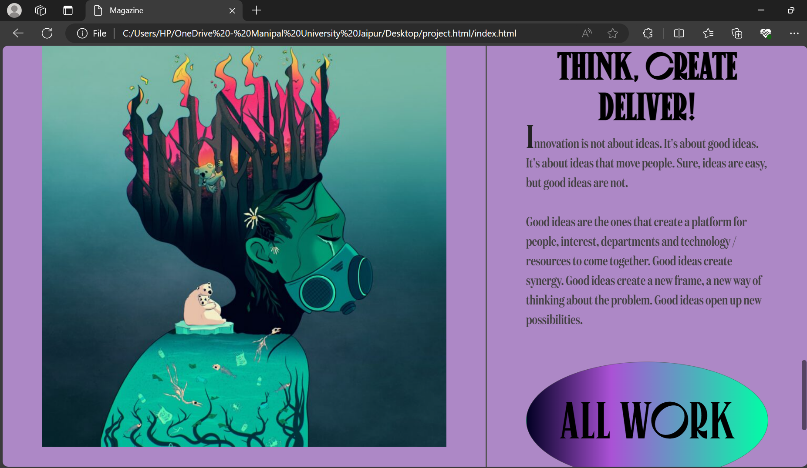 Magazine
File
C:/Users/HP/OneDrive%20-%20Manipal%20University%20Jaipur/Desktop/project.html/index.html
THINK, CREATE
DELIVER!
Innovation is not about ideas. It's about good ideas.
It's about ideas that move people. Sure, ideas are easy,
but good ideas are not.
Good ideas are the ones that create a platform for
people, interest, departments and technology /
resources to come together. Good ideas create
synergy. Good ideas create a new frame, a new way of
thinking about the problem. Good ideas open up new
possibilities.
ALL WORK